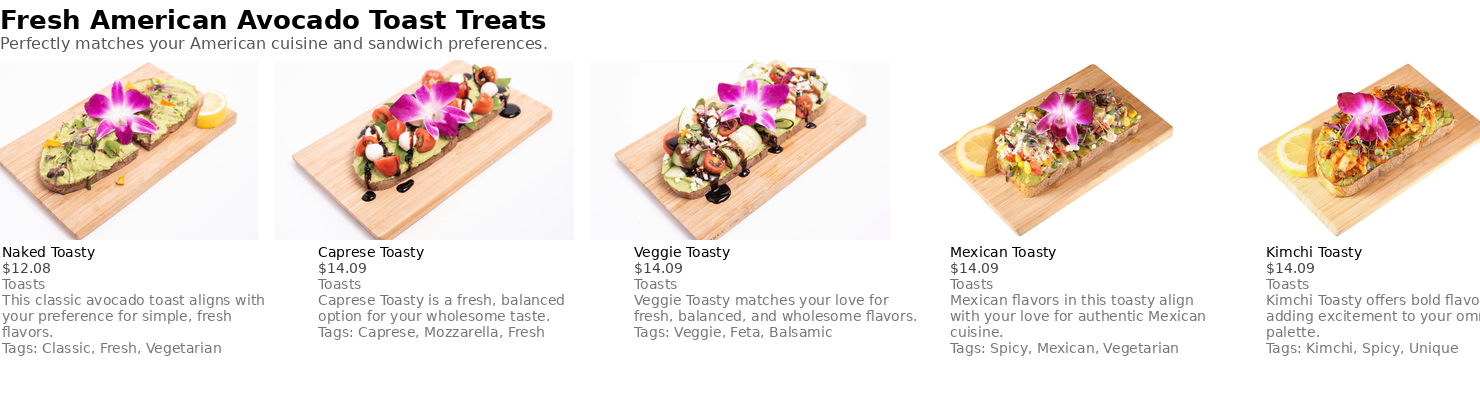 Fresh American Avocado Toast Treats
Perfectly matches your American cuisine and sandwich preferences.
Naked Toasty
$12.08
Toasts
This classic avocado toast aligns with
your preference for simple, fresh
flavors.
Tags: Classic, Fresh, Vegetarian
Caprese Toasty
$14.09
Toasts
Caprese Toasty is a fresh, balanced
option for your wholesome taste.
Tags: Caprese, Mozzarella, Fresh
Veggie Toasty
$14.09
Toasts
Veggie Toasty matches your love for
fresh, balanced, and wholesome flavors.
Tags: Veggie, Feta, Balsamic
Mexican Toasty
$14.09
Toasts
Mexican flavors in this toasty align
with your love for authentic Mexican
cuisine.
Tags: Spicy, Mexican, Vegetarian
Kimchi Toasty
$14.09
Toasts
Kimchi Toasty offers bold
adding excitement to your
palette.
Tags: Kimchi, Spicy, Unique